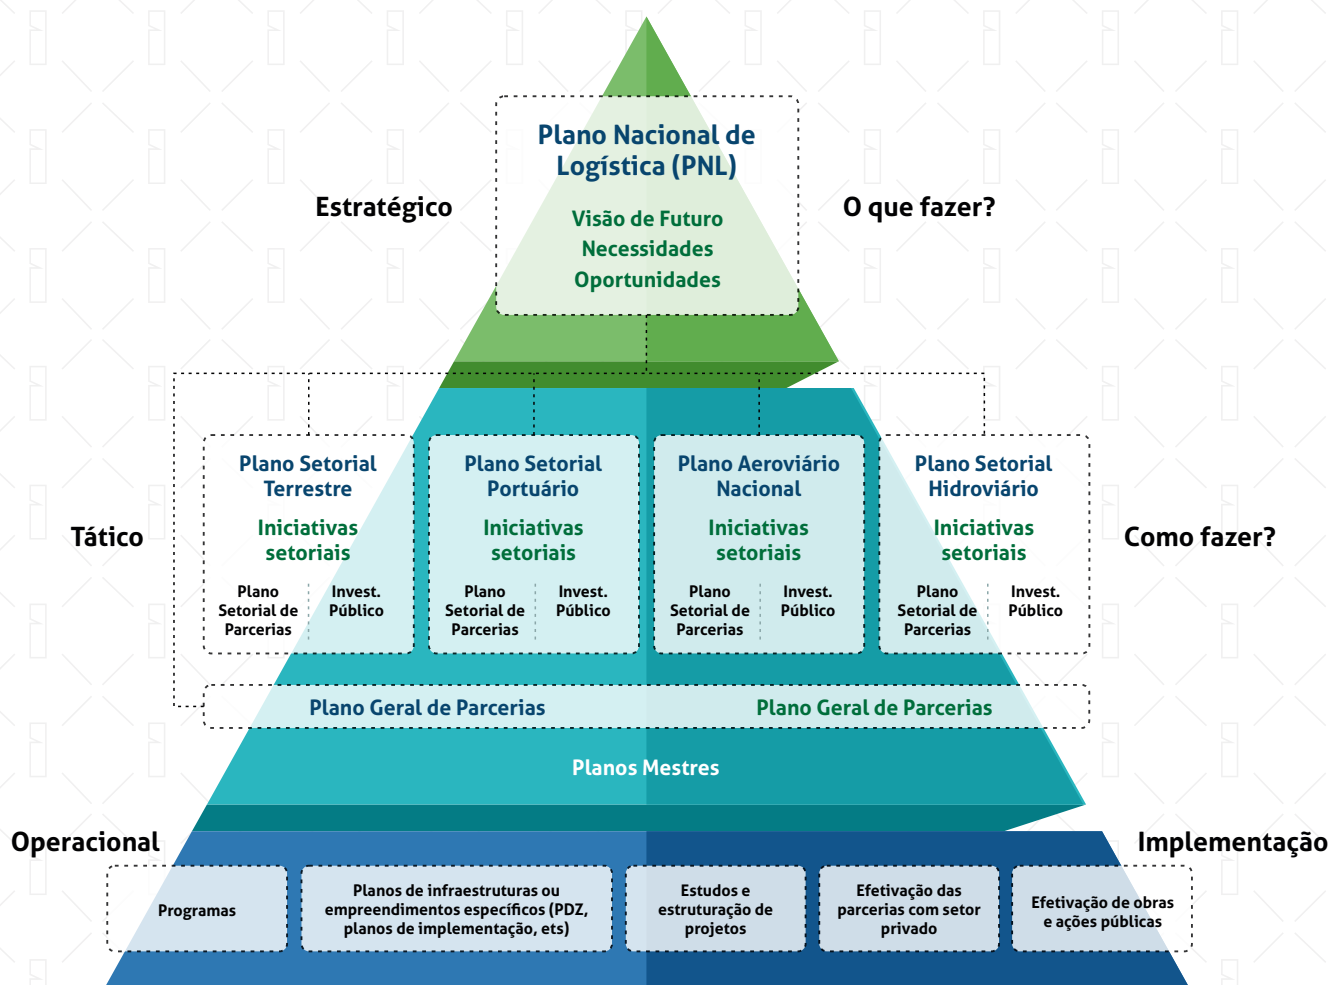 Plano Nacional de
Logística (PNL)
Estratégico
O que fazer?
Visão de Futuro
Necessidades
Oportunidades
Plano Setorial
Terrestre
Iniciativas
setoriais
Plano
Setorial de
Parcerias
Invest.
Público
Plano Setorial
Portuário
Iniciativas
setoriais
Plano
Setorial de
Parcerias
Invest.
Público
Plano Aeroviário
Nacional
Iniciativas
setoriais
Plano
Setorial de
Parcerias
Invest.
Público
Plano Setorial
Hidroviário
Iniciativas
setoriais
Plano
Setorial de
Parcerias
Invest.
Público
Tático
Como fazer?
Plano Geral de Parcerias
Plano Geral de Parcerias
Planos Mestres
Operacional
Implementação
Programas
Planos de infraestruturas ou
empreendimentos específicos (PDZ,
planos de implementação, ets)
Estudos e
estruturação de
projetos
Efetivação das
parcerias com setor
privado
Efetivação de obras
e ações públicas